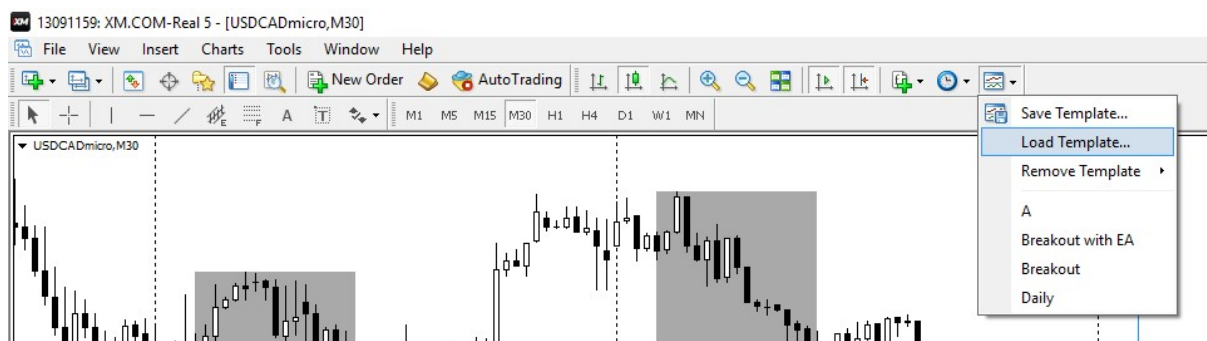 XM 13091159: XM.COM-Real 5 - [USDCADmicro,M30]
File View Insert Charts Tools Window Help
New Order AutoTrading
E F A T M1 M5 M15 M30 H1 H4 D1 W1 MN
USDCADmicro,M30
Save Template...
Load Template...
Remove Template
A
Breakout with EA
Breakout
Daily